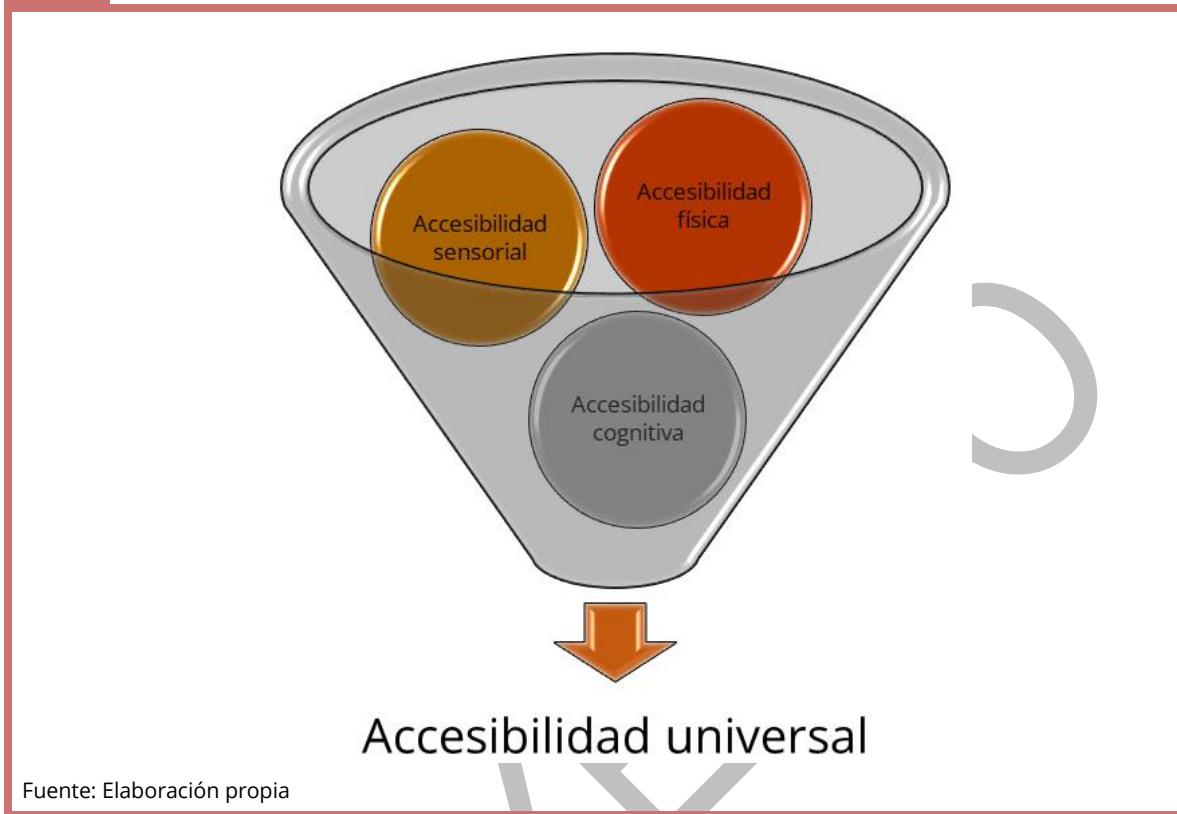 Accesibilidad
física
Accesibilidad
sensorial
Accesibilidad
cognitiva
Accesibilidad universal
Fuente: Elaboración propia